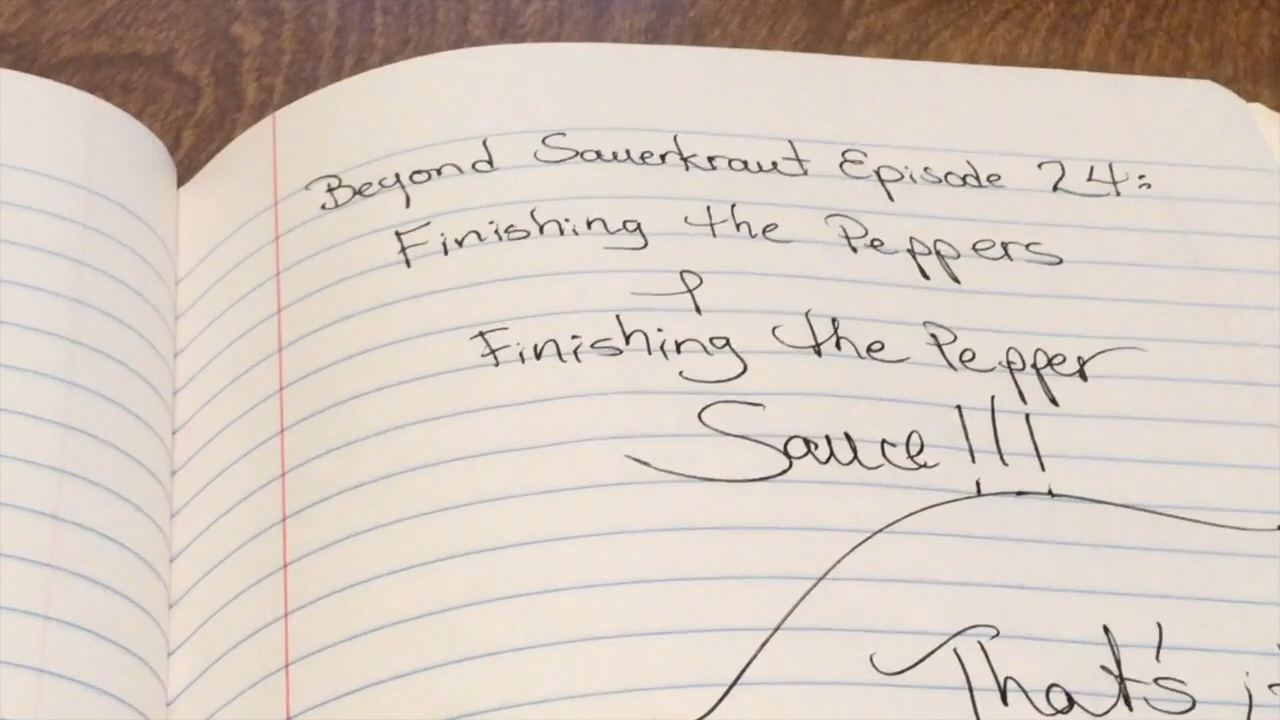 Beyond Sauerkraut Episode 24:
Finishing the Peppers
&
Finishing the Pepper
Sauce!!!
That's